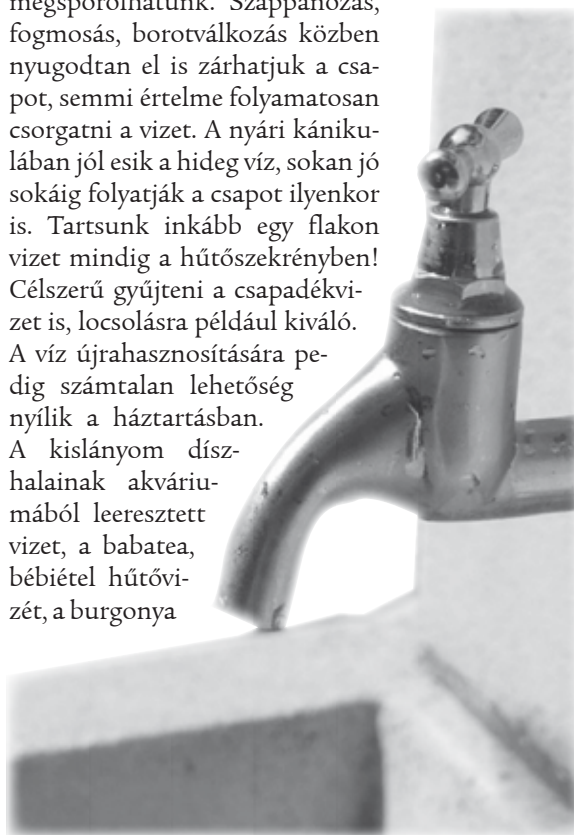 megspórolhatunk. Szappanozás,
fogmosás, borotválkozás közben
nyugodtan el is zárhatjuk a csa-
pot, semmi értelme folyamatosan
csorgatni a vizet. A nyári kániku-
lában jól esik a hideg víz, sokan jó
sokáig folyatják a csapot ilyenkor
is. Tartsunk inkább egy flakon
vizet mindig a hűtőszekrényben!
Célszerű gyűjteni a csapadékvi-
zet is, locsolásra például kiváló.
A víz újrahasznosítására pe-
dig számtalan lehetőség
nyílik a háztartásban.
A kislányom dísz-
halainak akváriu-
mából leeresztett
vizet, a babatea,
bébiétel hűtővi-
zét, a burgonya